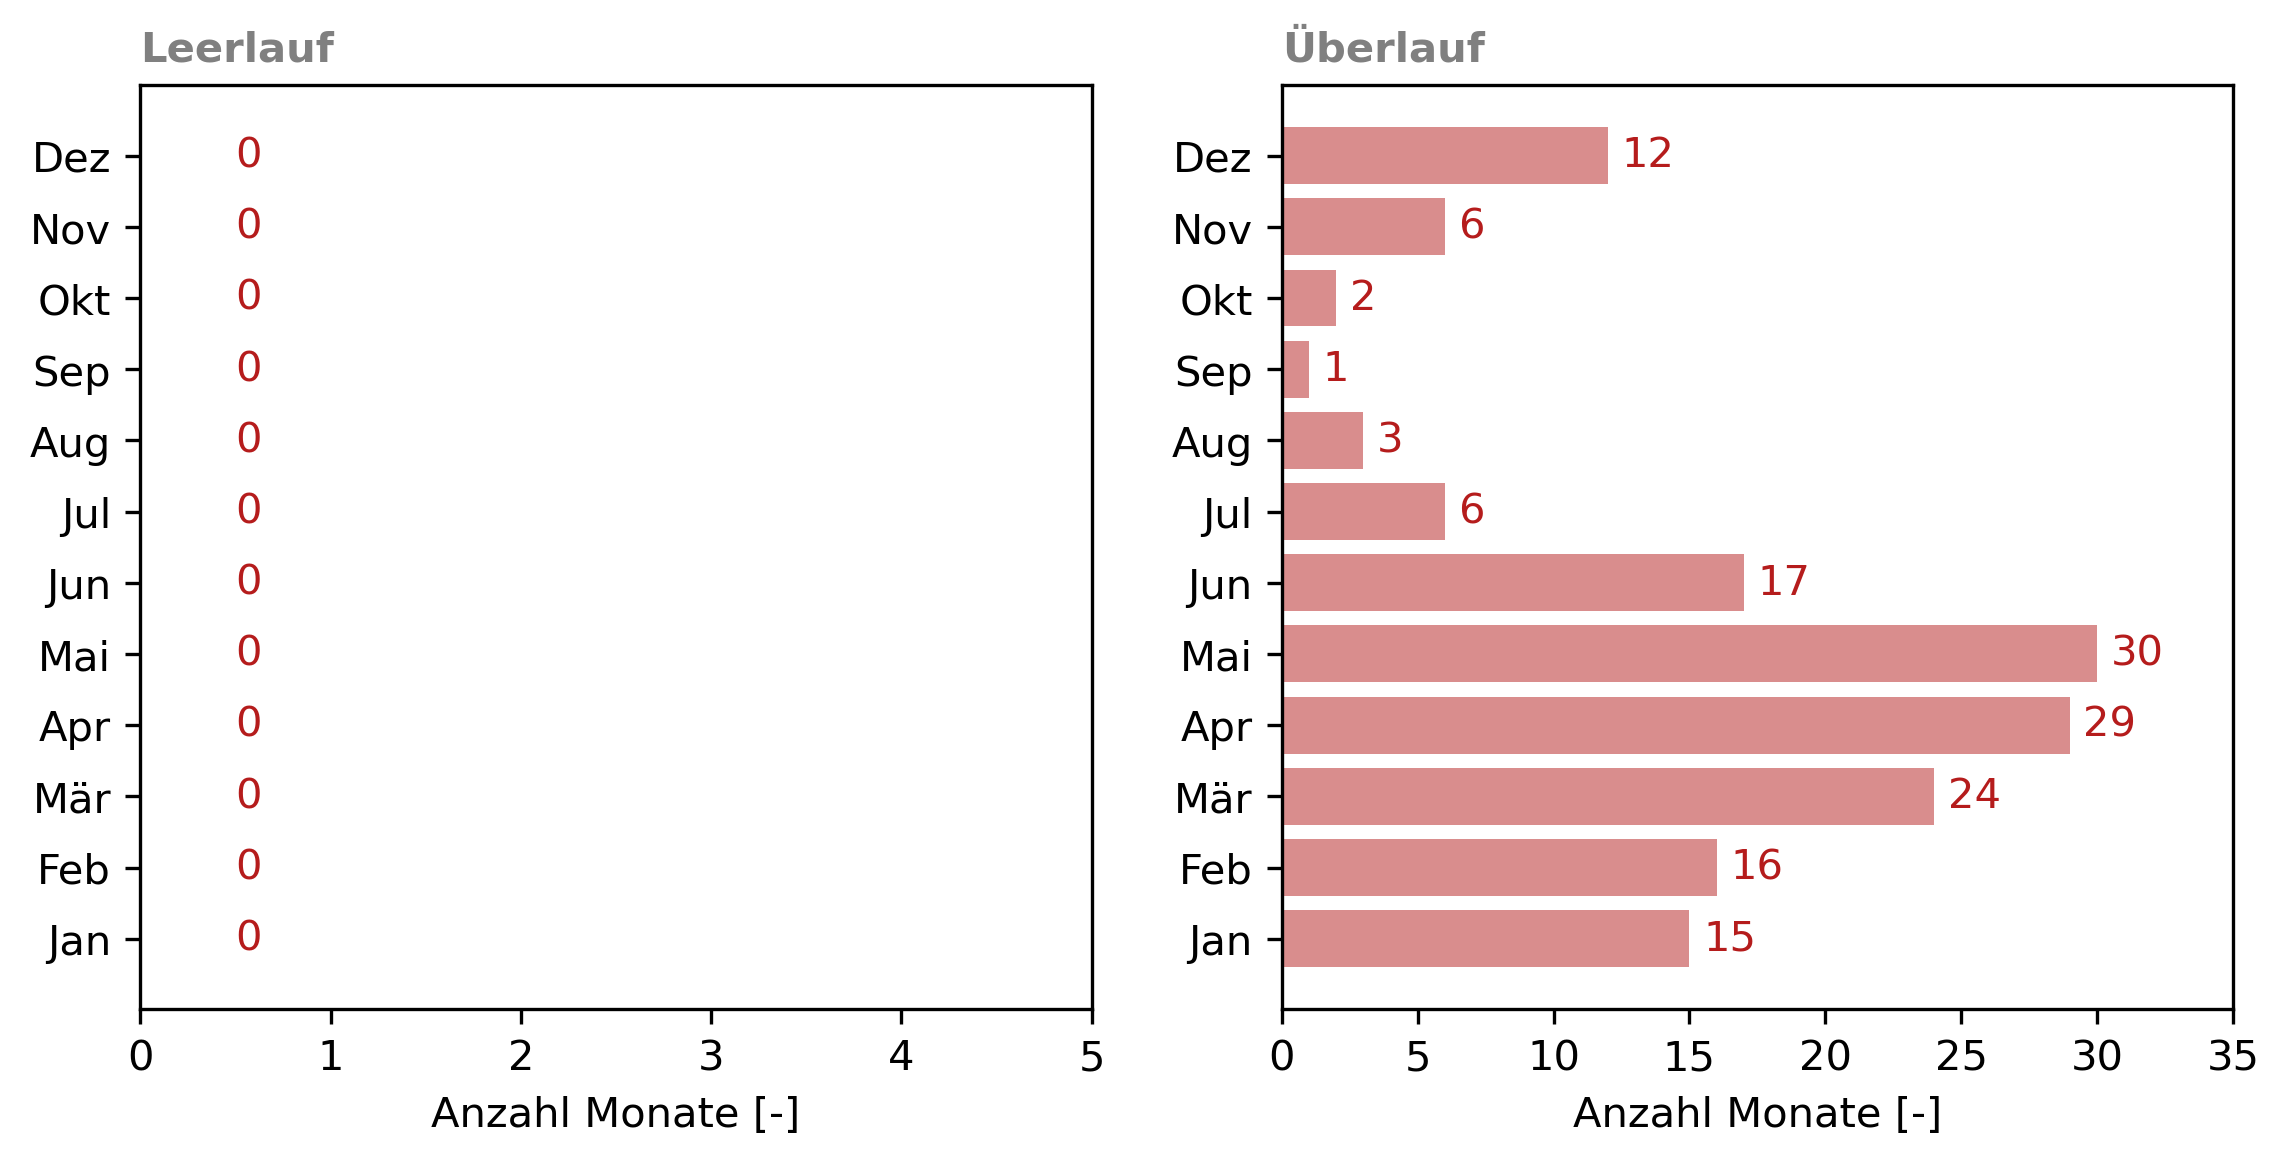 Leerlauf
Dez 0
Nov 0
Okt 0
Sep 0
Aug 0
Jul 0
Jun 0
Mai 0
Apr 0
Mär 0
Feb 0
Jan 0
0 1 2 3 4 5
Anzahl Monate [-]
Überlauf
Dez 12
Nov 6
Okt 2
Sep 1
Aug 3
Jul 6
Jun 17
Mai 30
Apr 29
Mär 24
Feb 16
Jan 15
0 5 10 15 20 25 30 35
Anzahl Monate [-]